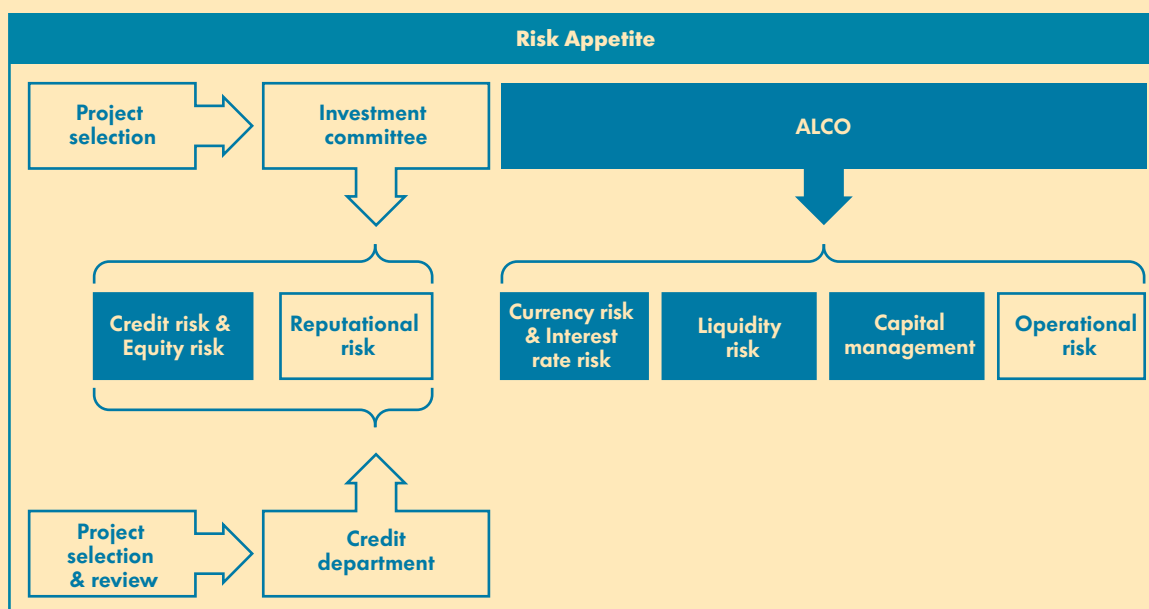 Risk Appetite
Project
selection
Investment
committee
ALCO
Credit risk &
Equity risk
Reputational
risk
Currency risk
& Interest
rate risk
Liquidity
risk
Capital
management
Operational
risk
Project
selection
& review
Credit
department